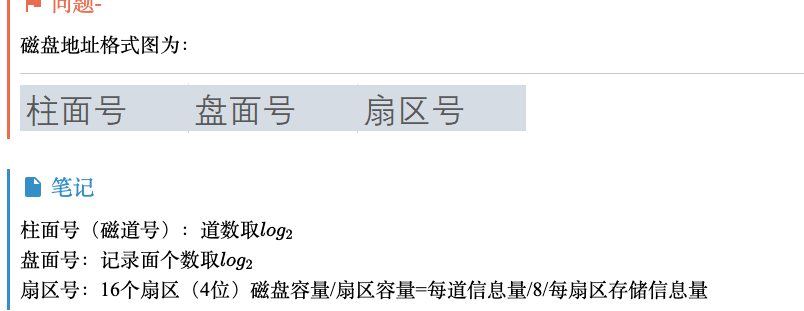 问题-
磁盘地址格式图为：
柱面号 盘面号 扇区号
笔记
柱面号（磁道号）：道数取log₂
盘面号：记录面个数取log₂
扇区号：16个扇区（4位）磁盘容量/扇区容量=每道信息量/8/每扇区存储信息量